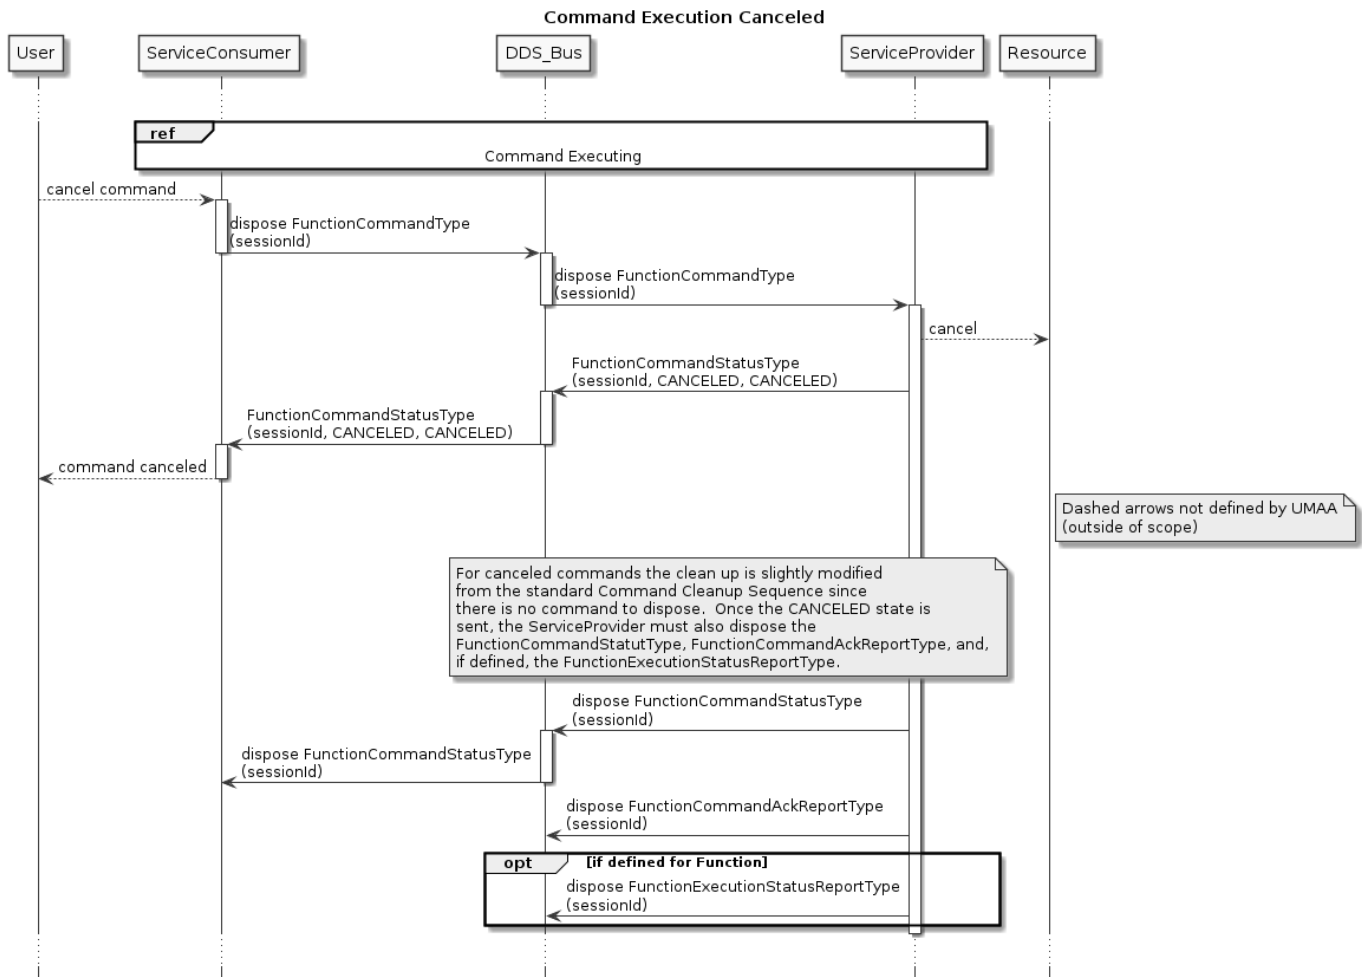 Command Execution Canceled
User
ServiceConsumer
DDS_Bus
ServiceProvider
Resource
ref
Command Executing
cancel command
dispose FunctionCommandType
(sessionId)
dispose FunctionCommandType
(sessionId)
cancel
FunctionCommandStatusType
(sessionId, CANCELED, CANCELED)
FunctionCommandStatusType
(sessionId, CANCELED, CANCELED)
command canceled
Dashed arrows not defined by UMAA
(outside of scope)
For canceled commands the clean up is slightly modified
from the standard Command Cleanup Sequence since
there is no command to dispose.  Once the CANCELED state is
sent, the ServiceProvider must also dispose the
FunctionCommandStatutType, FunctionCommandAckReportType, and,
if defined, the FunctionExecutionStatusReportType.
dispose FunctionCommandStatusType
(sessionId)
dispose FunctionCommandStatusType
(sessionId)
dispose FunctionCommandAckReportType
(sessionId)
opt
[if defined for Function]
dispose FunctionExecutionStatusReportType
(sessionId)